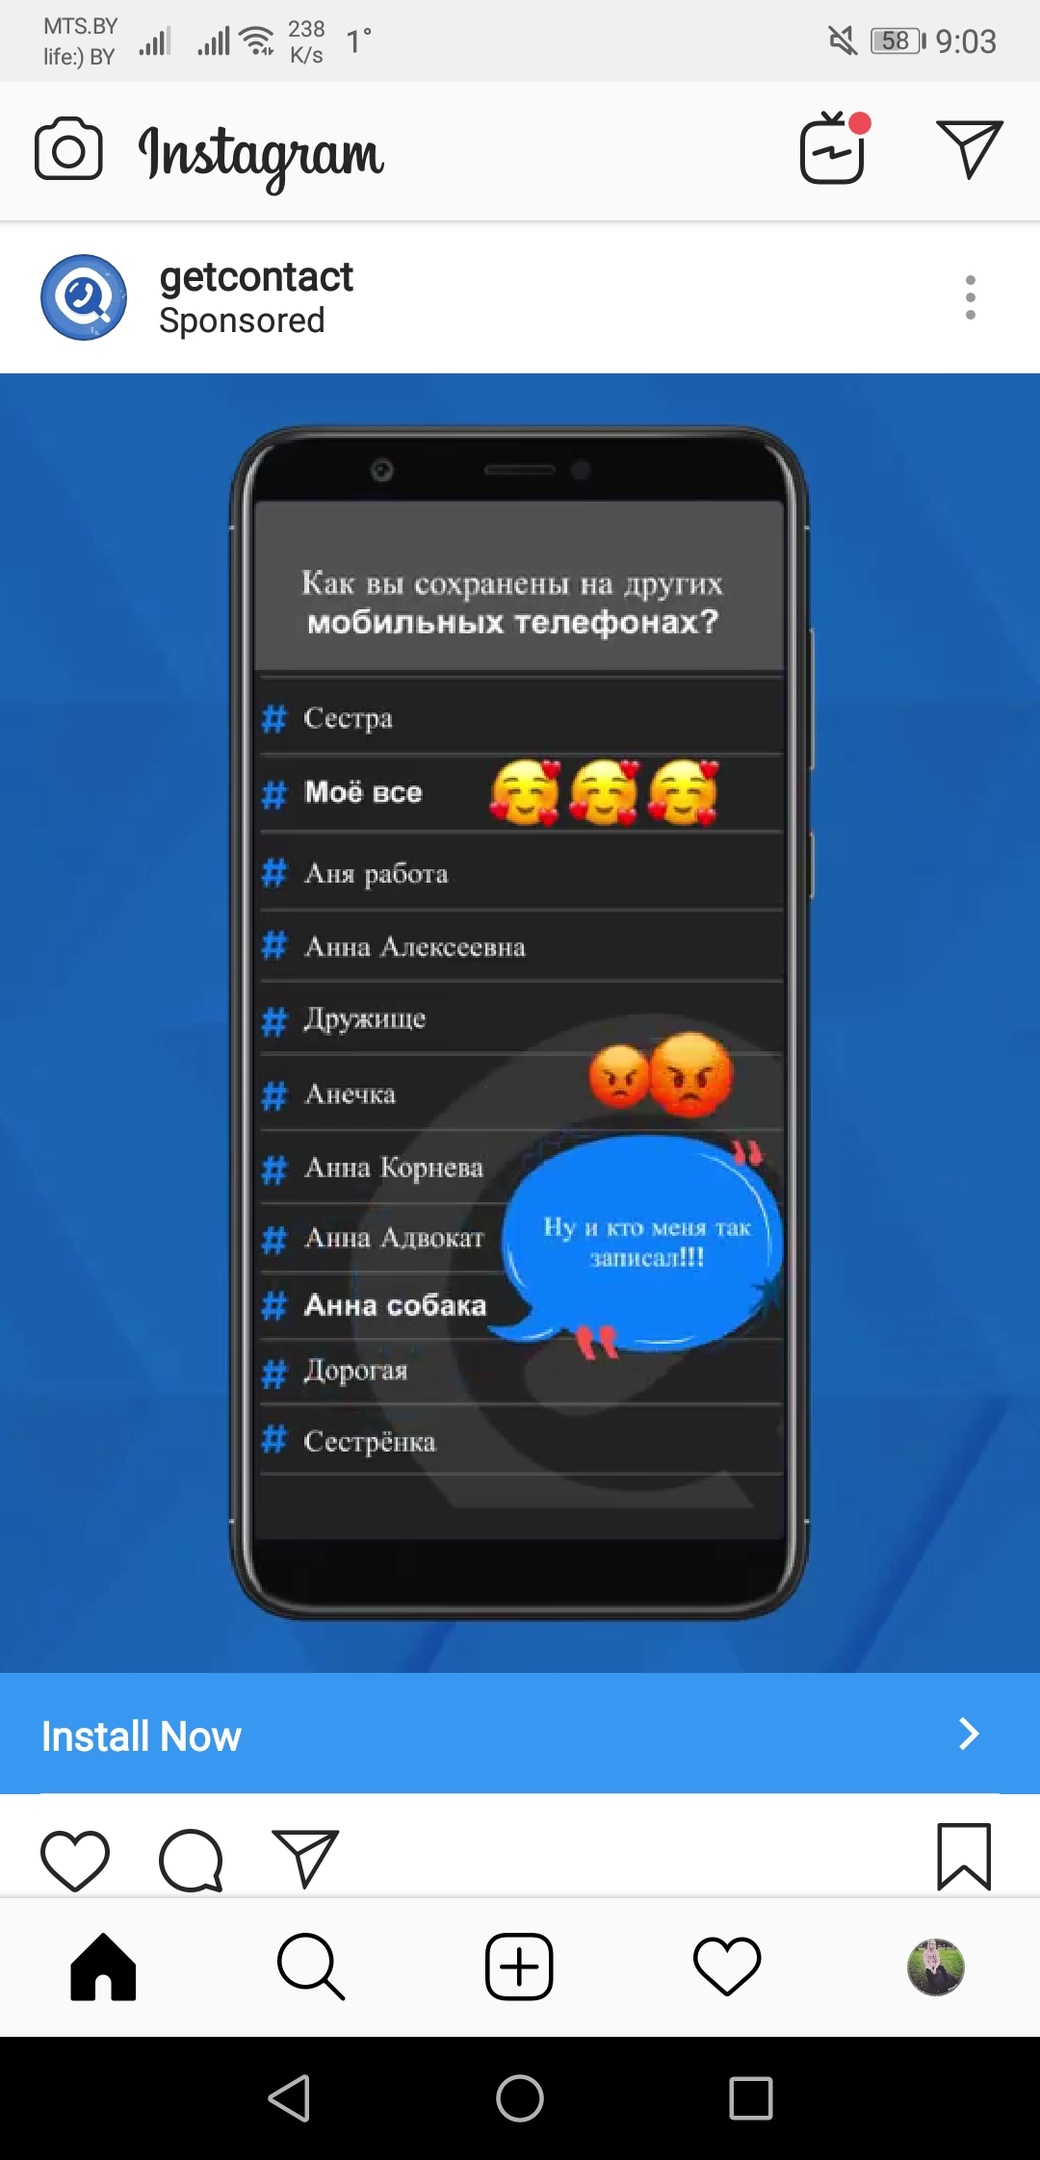 MTS.BY
life:) BY
238
K/s
1°
58
9:03
Instagram
getcontact
Sponsored
Как вы сохранены на других
мобильных телефонах?
# Сестра
# Моё все
# Аня работа
# Анна Алексеевна
# Дружище
# Анечка
# Анна Корнева
# Анна Адвокат
# Анна собака
# Дорогая
# Сестрёнка
Ну и кто меня так
записал!!!
Install Now